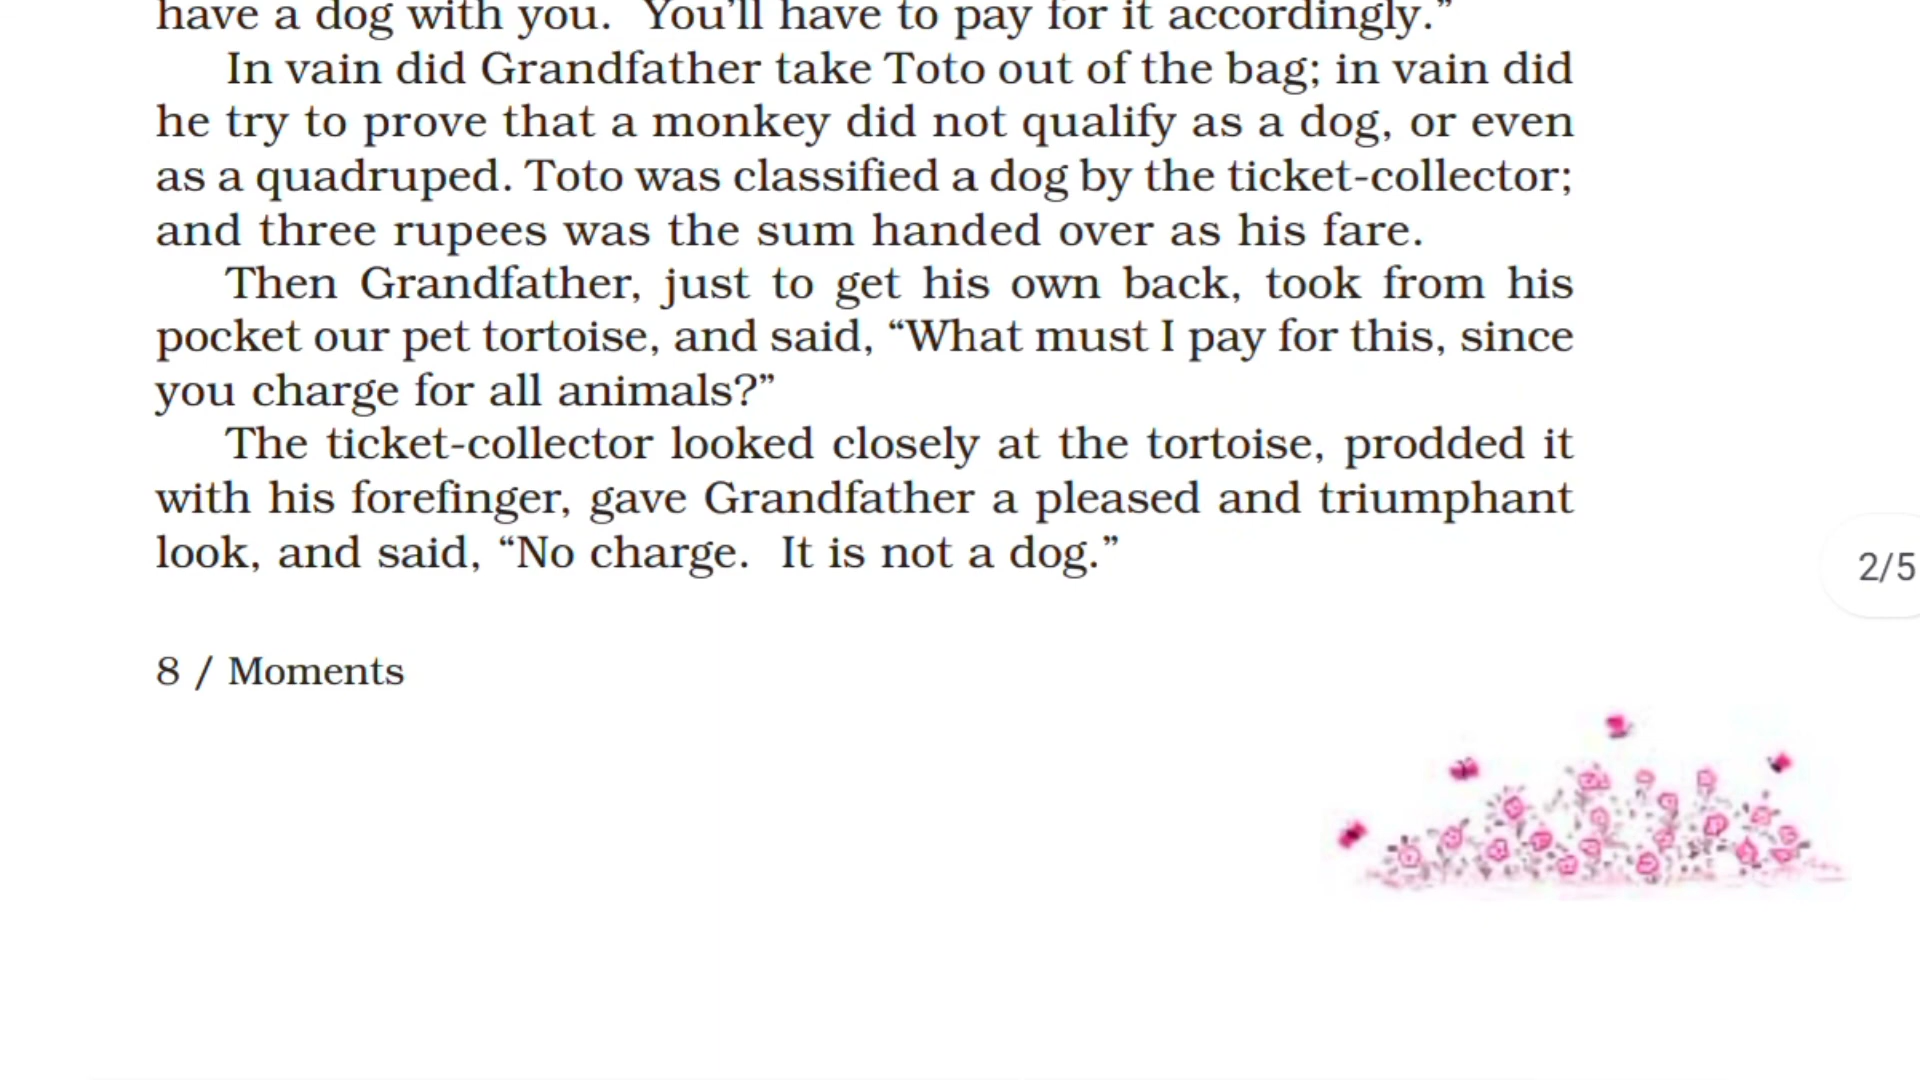 have a dog with you.  You’ll have to pay for it accordingly.”
In vain did Grandfather take Toto out of the bag; in vain did
he try to prove that a monkey did not qualify as a dog, or even
as a quadruped. Toto was classified a dog by the ticket-collector;
and three rupees was the sum handed over as his fare.
Then Grandfather, just to get his own back, took from his
pocket our pet tortoise, and said, “What must I pay for this, since
you charge for all animals?”
The ticket-collector looked closely at the tortoise, prodded it
with his forefinger, gave Grandfather a pleased and triumphant
look, and said, “No charge.  It is not a dog.”
2/5
8 / Moments